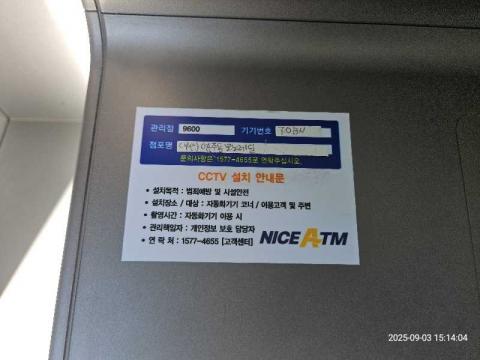 관리점 9600 기기번호
점포명
문의사항은 1577-4655로 연락주십시오.
CCTV 설치 안내문
• 설치목적 : 범죄예방 및 시설안전
• 설치장소 / 대상 : 자동화기기 코너 / 이용고객 및 주변
• 촬영시간 : 자동화기기 이용 시
• 관리책임자 : 개인정보 보호 담당자
• 연 락 처 : 1577-4655 [고객센터]
NICE ATM
2025-09-03 15:14:04